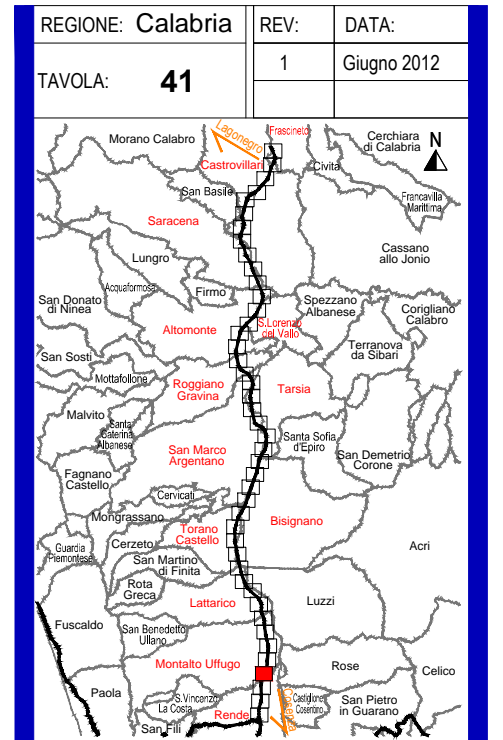 REGIONE: Calabria
REV:
DATA:
TAVOLA: 41
1
Giugno 2012
Lagonegro
Frascineto
Morano Calabro
Cerchiara
di Calabria
N
Castrovillari
Civita
San Basile
Francavilla
Marittima
Saracena
Lungro
Cassano
allo Jonio
Acquaformosa
Firmo
San Donato
di Ninea
Spezzano
Albanese
Corigliano
Calabro
Altomonte
S.Lorenzo
del Vallo
Terranova
da Sibari
San Sosti
Mottafollone
Roggiano
Gravina
Tarsia
Malvito
Santa
Caterina
Albanese
Santa Sofia
d'Epiro
San Marco
Argentano
San Demetrio
Corone
Fagnano
Castello
Cervicati
Mongrassano
Bisignano
Torano
Castello
Guardia
Piemontese
Cerzeto
Acri
San Martino
di Finita
Rota
Greca
Lattarico
Luzzi
Fuscaldo
San Benedetto
Ullano
Montalto Uffugo
Rose
Celico
Paola
S.Vincenzo
La Costa
Cosenza
Castiglione
Cosentino
San Pietro
in Guarano
Rende
San Fili